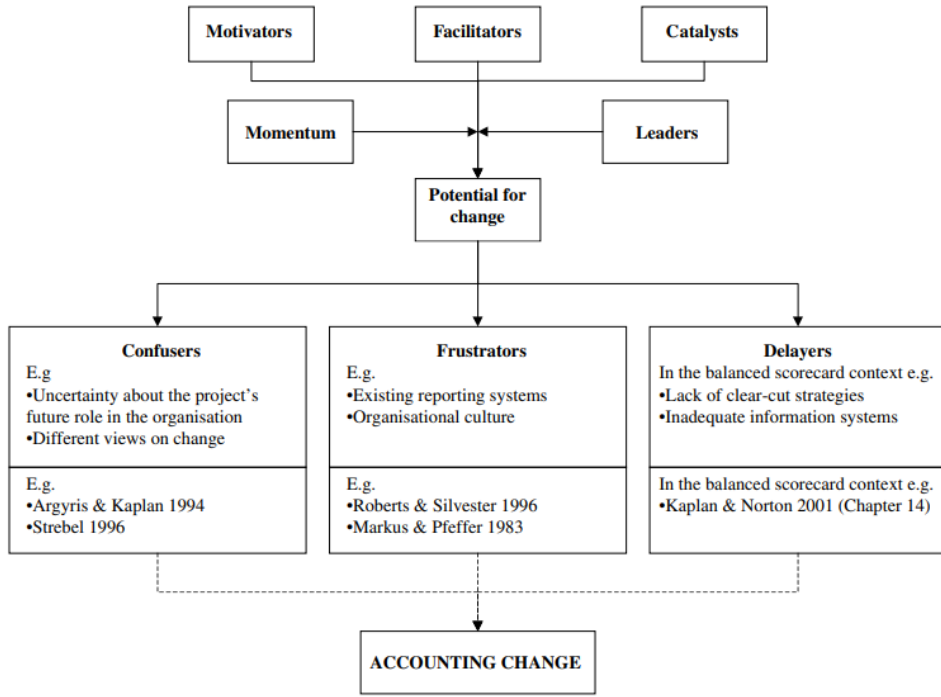 Motivators
Facilitators
Catalysts
Momentum
Leaders
Potential for
change
Confusers
E.g
•Uncertainty about the project's
future role in the organisation
•Different views on change
E.g.
•Argyris & Kaplan 1994
•Strebel 1996
Frustrators
E.g.
•Existing reporting systems
•Organisational culture
E.g.
•Roberts & Silvester 1996
•Markus & Pfeffer 1983
Delayers
In the balanced scorecard context e.g.
•Lack of clear-cut strategies
•Inadequate information systems
In the balanced scorecard context e.g.
•Kaplan & Norton 2001 (Chapter 14)
ACCOUNTING CHANGE